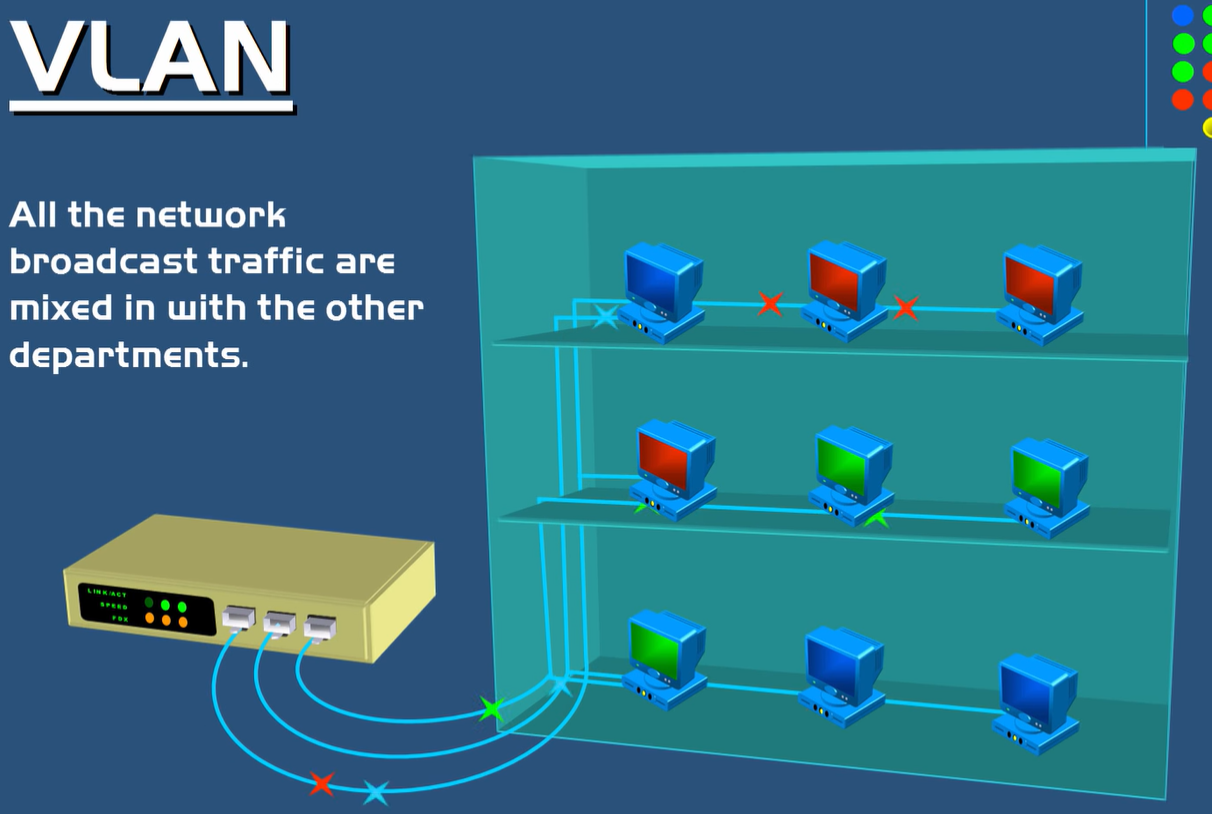 VLAN
All the network
broadcast traffic are
mixed in with the other
departments.
LINK/ACT
SPEED
FDX